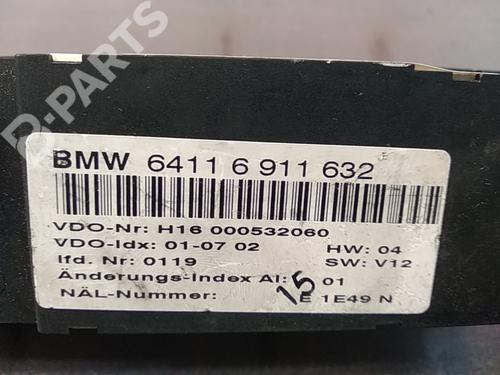 B-PARTS
BMW 6411 6 911 632
VDO-Nr: H16 000532060
VDO-Idx: 01-07 02 HW: 04
lfd. Nr: 0119 SW: V12
Änderungs-Index AI: 01
15
NÄL-Nummer: E 1E49 N